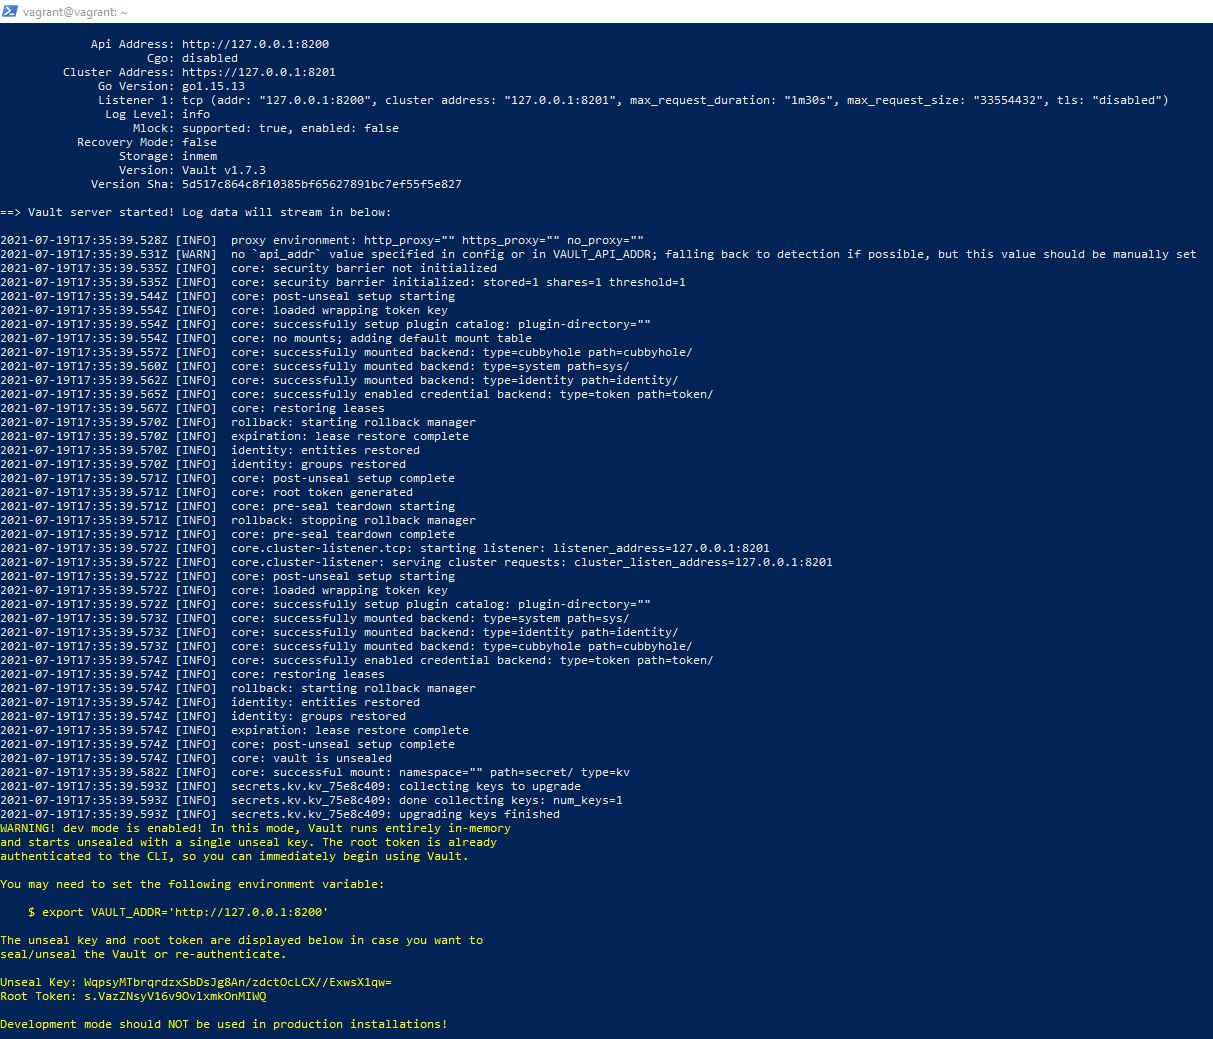 vagrant@vagrant: ~
Api Address: http://127.0.0.1:8200
Cgo: disabled
Cluster Address: https://127.0.0.1:8201
Go Version: go1.15.13
Listener 1: tcp (addr: "127.0.0.1:8200", cluster address: "127.0.0.1:8201", max_request_duration: "1m30s", max_request_size: "33554432", tls: "disabled")
Log Level: info
Mlock: supported: true, enabled: false
Recovery Mode: false
Storage: inmem
Version: Vault v1.7.3
Version Sha: 5d517c864c8f10385bf65627891bc7ef55f5e827
==> Vault server started! Log data will stream in below:
2021-07-19T17:35:39.528Z [INFO]  proxy environment: http_proxy="" https_proxy="" no_proxy=""
2021-07-19T17:35:39.531Z [WARN]  no `api_addr` value specified in config or in VAULT_API_ADDR; falling back to detection if possible, but this value should be manually set
2021-07-19T17:35:39.535Z [INFO]  core: security barrier not initialized
2021-07-19T17:35:39.535Z [INFO]  core: security barrier initialized: stored=1 shares=1 threshold=1
2021-07-19T17:35:39.544Z [INFO]  core: post-unseal setup starting
2021-07-19T17:35:39.554Z [INFO]  core: loaded wrapping token key
2021-07-19T17:35:39.554Z [INFO]  core: successfully setup plugin catalog: plugin-directory=""
2021-07-19T17:35:39.554Z [INFO]  core: no mounts; adding default mount table
2021-07-19T17:35:39.557Z [INFO]  core: successfully mounted backend: type=cubbyhole path=cubbyhole/
2021-07-19T17:35:39.560Z [INFO]  core: successfully mounted backend: type=system path=sys/
2021-07-19T17:35:39.562Z [INFO]  core: successfully mounted backend: type=identity path=identity/
2021-07-19T17:35:39.565Z [INFO]  core: successfully enabled credential backend: type=token path=token/
2021-07-19T17:35:39.567Z [INFO]  core: restoring leases
2021-07-19T17:35:39.570Z [INFO]  rollback: starting rollback manager
2021-07-19T17:35:39.570Z [INFO]  expiration: lease restore complete
2021-07-19T17:35:39.570Z [INFO]  identity: entities restored
2021-07-19T17:35:39.570Z [INFO]  identity: groups restored
2021-07-19T17:35:39.571Z [INFO]  core: post-unseal setup complete
2021-07-19T17:35:39.571Z [INFO]  core: root token generated
2021-07-19T17:35:39.571Z [INFO]  core: pre-seal teardown starting
2021-07-19T17:35:39.571Z [INFO]  rollback: stopping rollback manager
2021-07-19T17:35:39.571Z [INFO]  core: pre-seal teardown complete
2021-07-19T17:35:39.572Z [INFO]  core.cluster-listener.tcp: starting listener: listener_address=127.0.0.1:8201
2021-07-19T17:35:39.572Z [INFO]  core.cluster-listener: serving cluster requests: cluster_listen_address=127.0.0.1:8201
2021-07-19T17:35:39.572Z [INFO]  core: post-unseal setup starting
2021-07-19T17:35:39.572Z [INFO]  core: loaded wrapping token key
2021-07-19T17:35:39.572Z [INFO]  core: successfully setup plugin catalog: plugin-directory=""
2021-07-19T17:35:39.573Z [INFO]  core: successfully mounted backend: type=system path=sys/
2021-07-19T17:35:39.573Z [INFO]  core: successfully mounted backend: type=identity path=identity/
2021-07-19T17:35:39.573Z [INFO]  core: successfully mounted backend: type=cubbyhole path=cubbyhole/
2021-07-19T17:35:39.574Z [INFO]  core: successfully enabled credential backend: type=token path=token/
2021-07-19T17:35:39.574Z [INFO]  core: restoring leases
2021-07-19T17:35:39.574Z [INFO]  rollback: starting rollback manager
2021-07-19T17:35:39.574Z [INFO]  identity: entities restored
2021-07-19T17:35:39.574Z [INFO]  identity: groups restored
2021-07-19T17:35:39.574Z [INFO]  expiration: lease restore complete
2021-07-19T17:35:39.574Z [INFO]  core: post-unseal setup complete
2021-07-19T17:35:39.574Z [INFO]  core: vault is unsealed
2021-07-19T17:35:39.582Z [INFO]  core: successful mount: namespace="" path=secret/ type=kv
2021-07-19T17:35:39.593Z [INFO]  secrets.kv.kv_75e8c409: collecting keys to upgrade
2021-07-19T17:35:39.593Z [INFO]  secrets.kv.kv_75e8c409: done collecting keys: num_keys=1
2021-07-19T17:35:39.593Z [INFO]  secrets.kv.kv_75e8c409: upgrading keys finished
WARNING! dev mode is enabled! In this mode, Vault runs entirely in-memory
and starts unsealed with a single unseal key. The root token is already
authenticated to the CLI, so you can immediately begin using Vault.
You may need to set the following environment variable:
$ export VAULT_ADDR='http://127.0.0.1:8200'
The unseal key and root token are displayed below in case you want to
seal/unseal the Vault or re-authenticate.
Unseal Key: WqpsyMTbrqrdzxSbDsJg8An/zdctOcLCX//ExwsX1qw=
Root Token: s.VazZNsyV16v9OvlxmkOnMIWQ
Development mode should NOT be used in production installations!